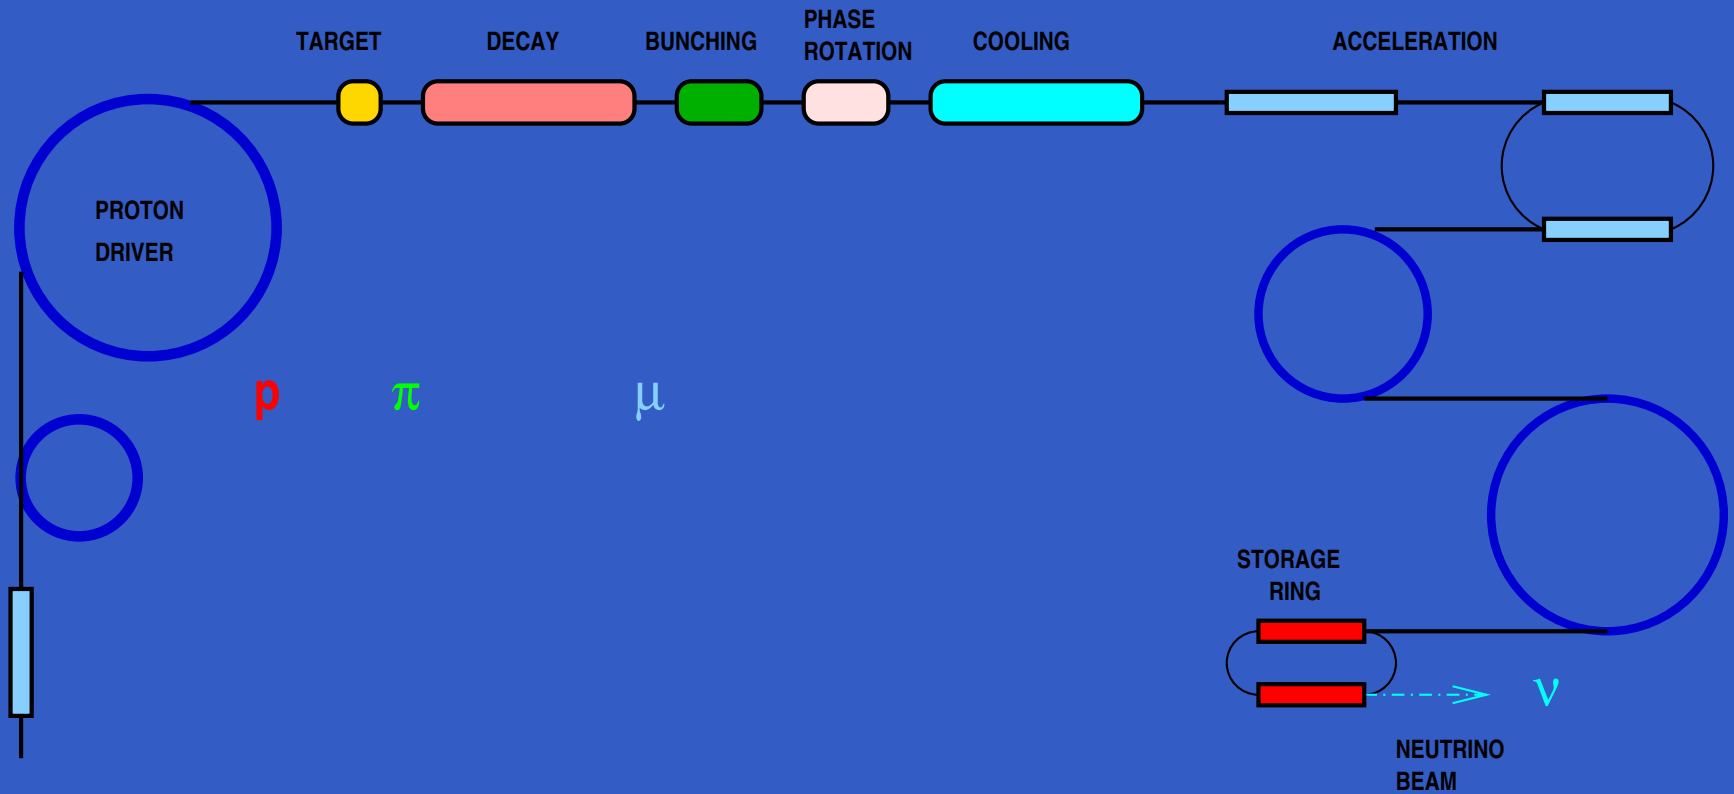 TARGET
DECAY
BUNCHING
PHASE
ROTATION
COOLING
ACCELERATION
PROTON
DRIVER
p
π
μ
STORAGE
RING
ν
NEUTRINO
BEAM